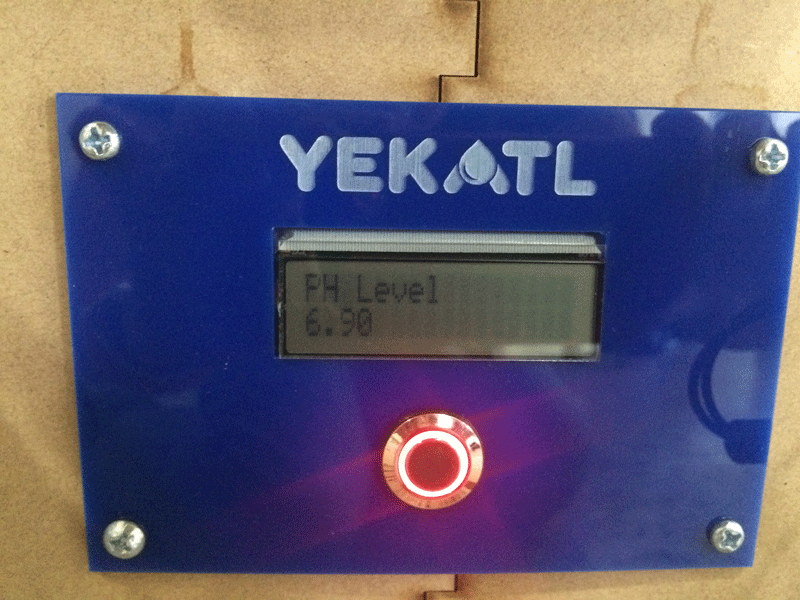 YEKATL
PH Level
6.90